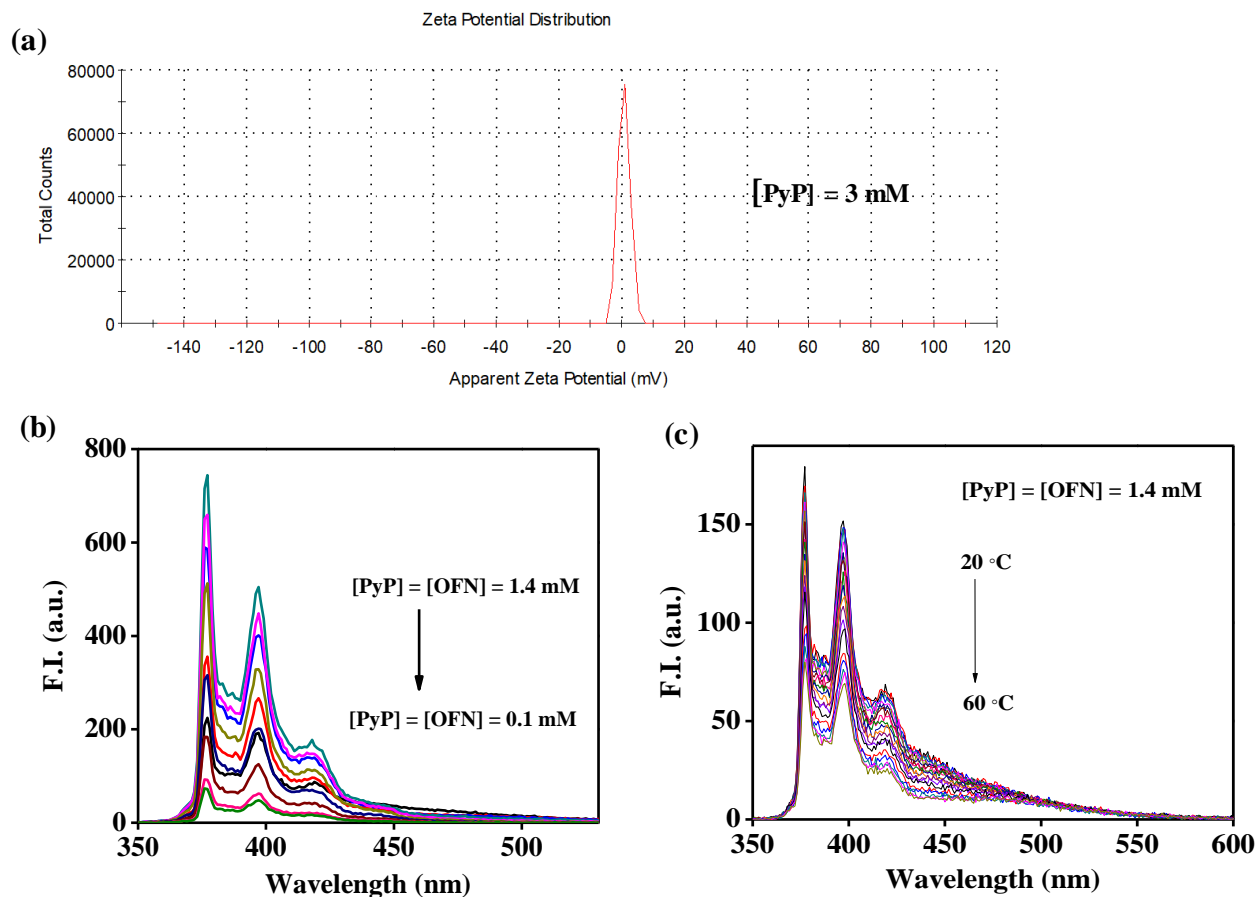 Zeta Potential Distribution
(a)
80000
60000
40000
20000
0
Total Counts
[PyP] = 3 mM
-140 -120 -100 -80 -60 -40 -20 0 20 40 60 80 100 120
Apparent Zeta Potential (mV)
(b)
800
600
400
200
0
F.I. (a.u.)
[PyP] = [OFN] = 1.4 mM
[PyP] = [OFN] = 0.1 mM
350 400 450 500
Wavelength (nm)
(c)
150
100
50
0
F.I. (a.u.)
[PyP] = [OFN] = 1.4 mM
20 °C
60 °C
350 400 450 500 550 600
Wavelength (nm)